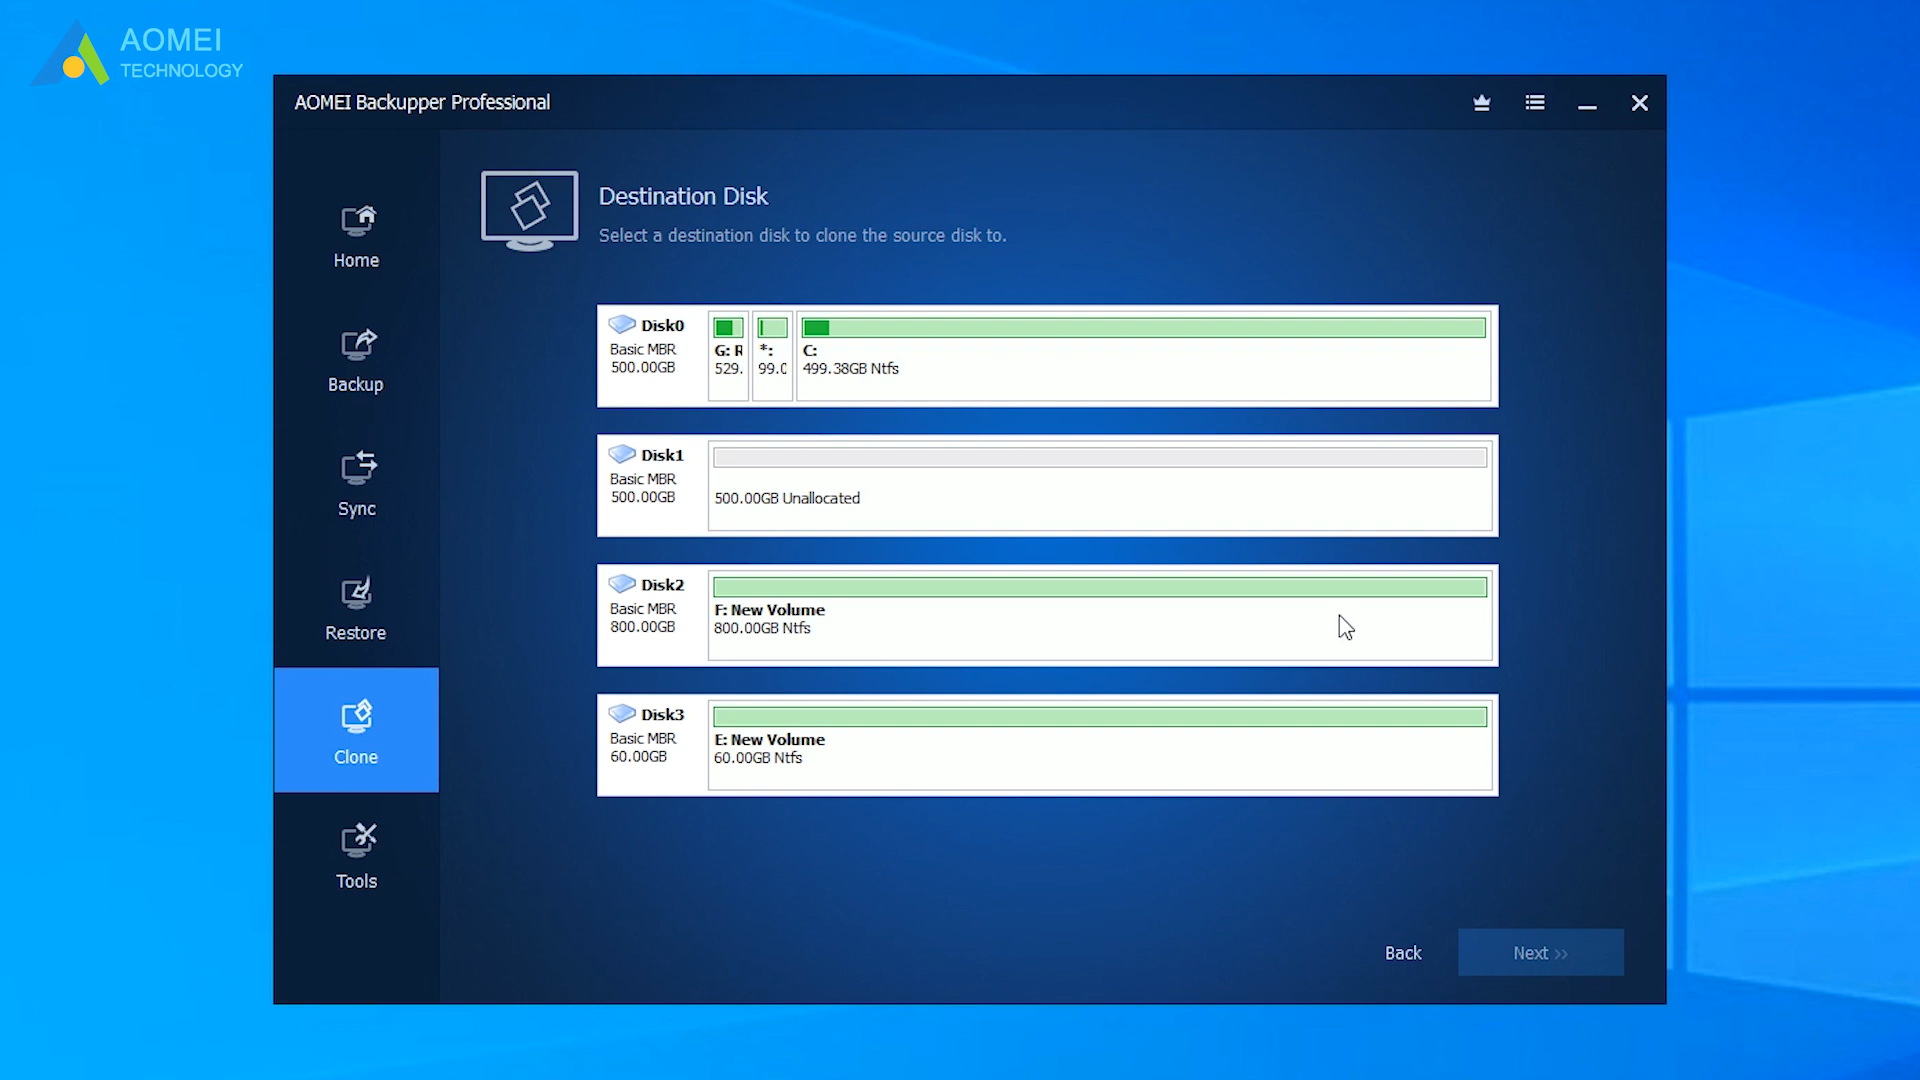 AOMEI
TECHNOLOGY
AOMEI Backupper Professional
Home
Backup
Sync
Restore
Clone
Tools
Destination Disk
Select a destination disk to clone the source disk to.
Disk0
Basic MBR
500.00GB
G: R
529.
*:
99.0
C:
499.38GB Ntfs
Disk1
Basic MBR
500.00GB
500.00GB Unallocated
Disk2
Basic MBR
800.00GB
F: New Volume
800.00GB Ntfs
Disk3
Basic MBR
60.00GB
E: New Volume
60.00GB Ntfs
Back
Next >>